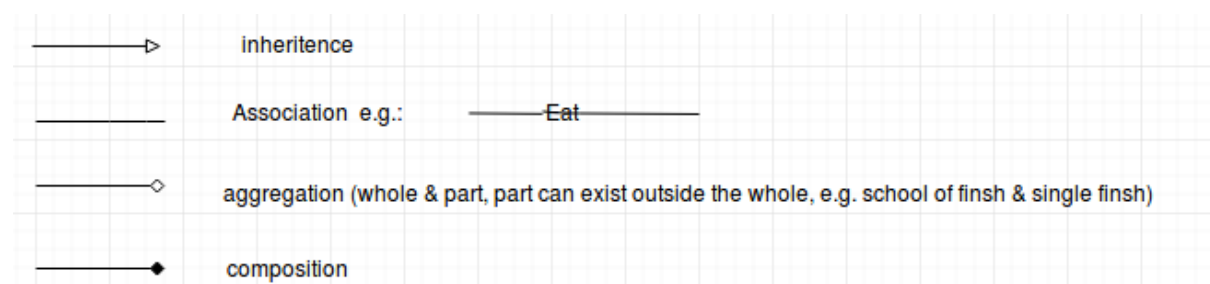 inheritence
Association e.g.: Eat
aggregation (whole & part, part can exist outside the whole, e.g. school of finsh & single finsh)
composition